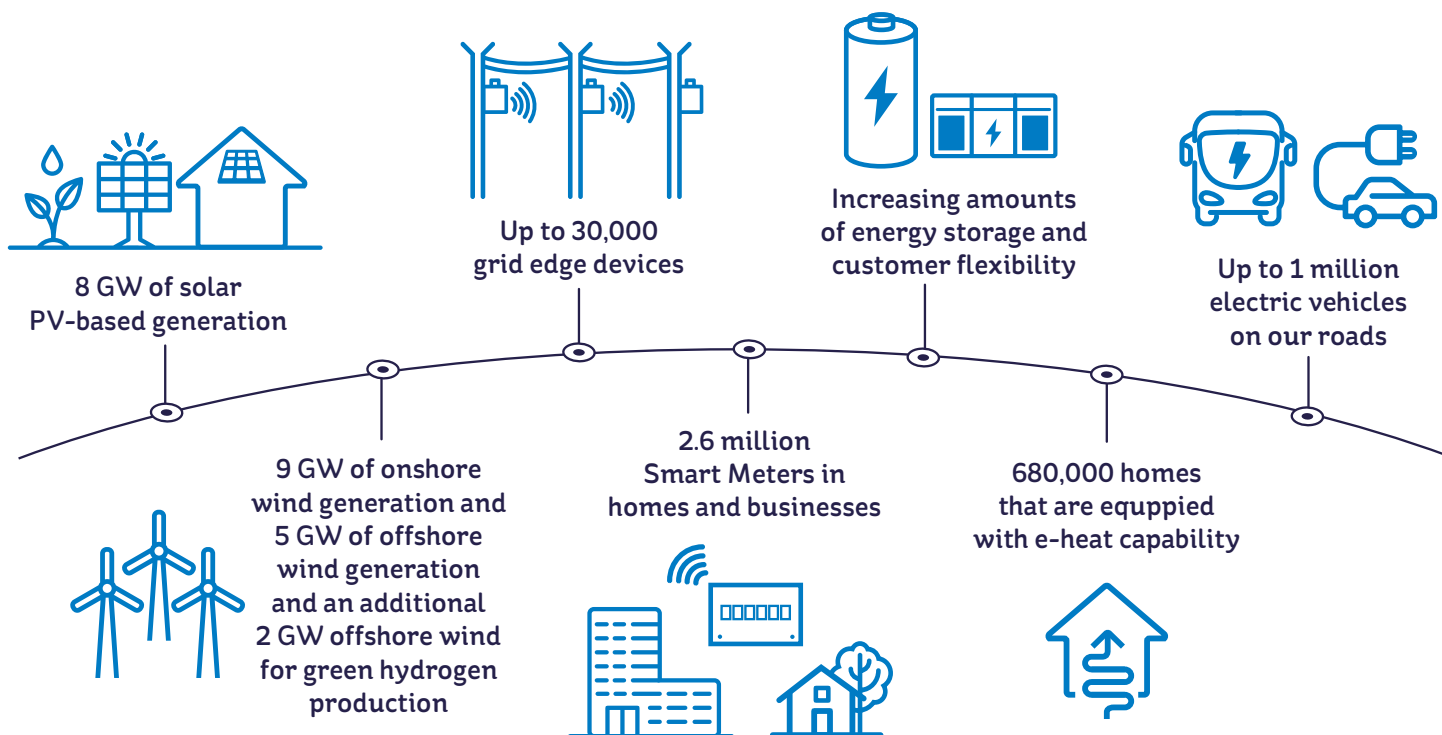 8 GW of solar
PV-based generation
9 GW of onshore
wind generation and
5 GW of offshore
wind generation
and an additional
2 GW offshore wind
for green hydrogen
production
Up to 30,000
grid edge devices
2.6 million
Smart Meters in
homes and businesses
Increasing amounts
of energy storage and
customer flexibility
680,000 homes
that are equppied
with e-heat capability
Up to 1 million
electric vehicles
on our roads